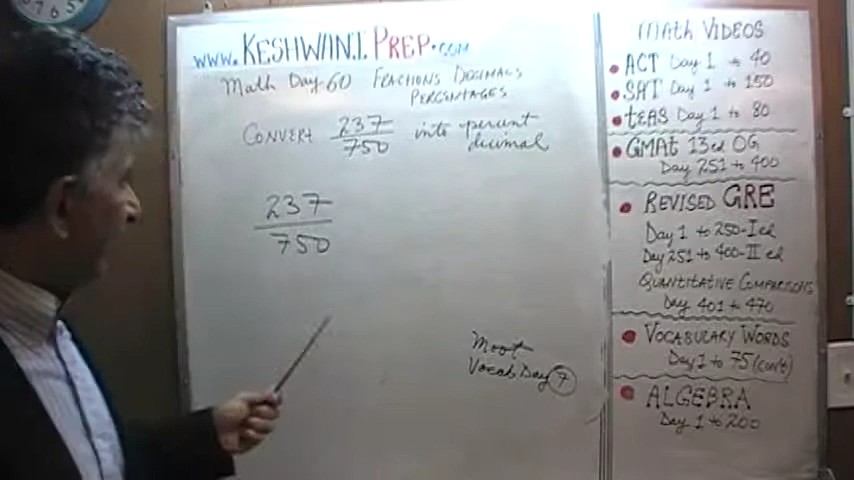 www.KESHWANIPREP.com
Math Day 60 FRACTIONS DECIMALS
PERCENTAGES
CONVERT 237/750 into percent
decimal
237
750
Moot
Vocab Day 7
MATH VIDEOS
ACT Day 1 to 40
SAT Day 1 to 150
TEAS Day 1 to 80
GMAT 13ed OG
Day 251 to 400
REVISED GRE
Day 1 to 250-I ed
Day 251 to 400-II ed
QUANTITATIVE COMPARISONS
Day 401 to 470
VOCABULARY WORDS
Day 1 to 75 (cont)
ALGEBRA
Day 1 to 200